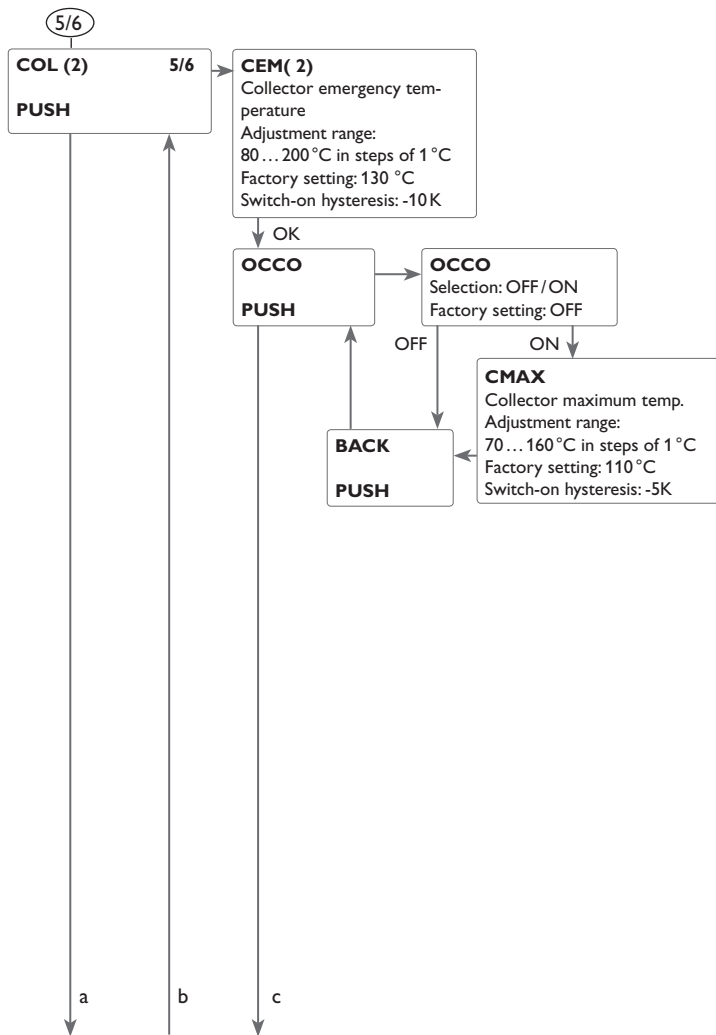 5/6
COL (2) 5/6
PUSH
CEM( 2)
Collector emergency tem-
perature
Adjustment range:
80…200 °C in steps of 1 °C
Factory setting: 130 °C
Switch-on hysteresis: -10 K
OK
OCCO
PUSH
OCCO
Selection: OFF / ON
Factory setting: OFF
OFF
ON
CMAX
Collector maximum temp.
Adjustment range:
70…160 °C in steps of 1 °C
Factory setting: 110 °C
Switch-on hysteresis: -5K
BACK
PUSH
a
b
c